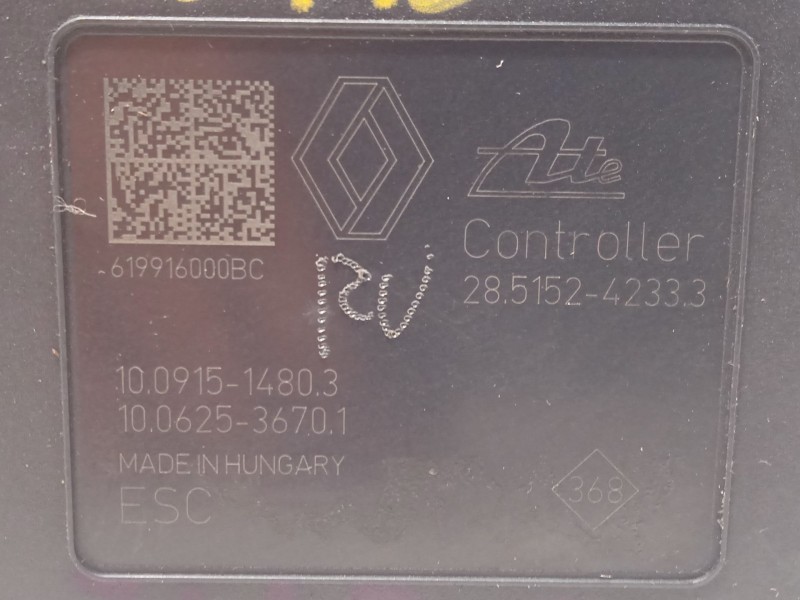 Ate
619916000BC
Controller
28.5152-4233.3
RV
10.0915-1480.3
10.0625-3670.1
MADE IN HUNGARY
ESC
368